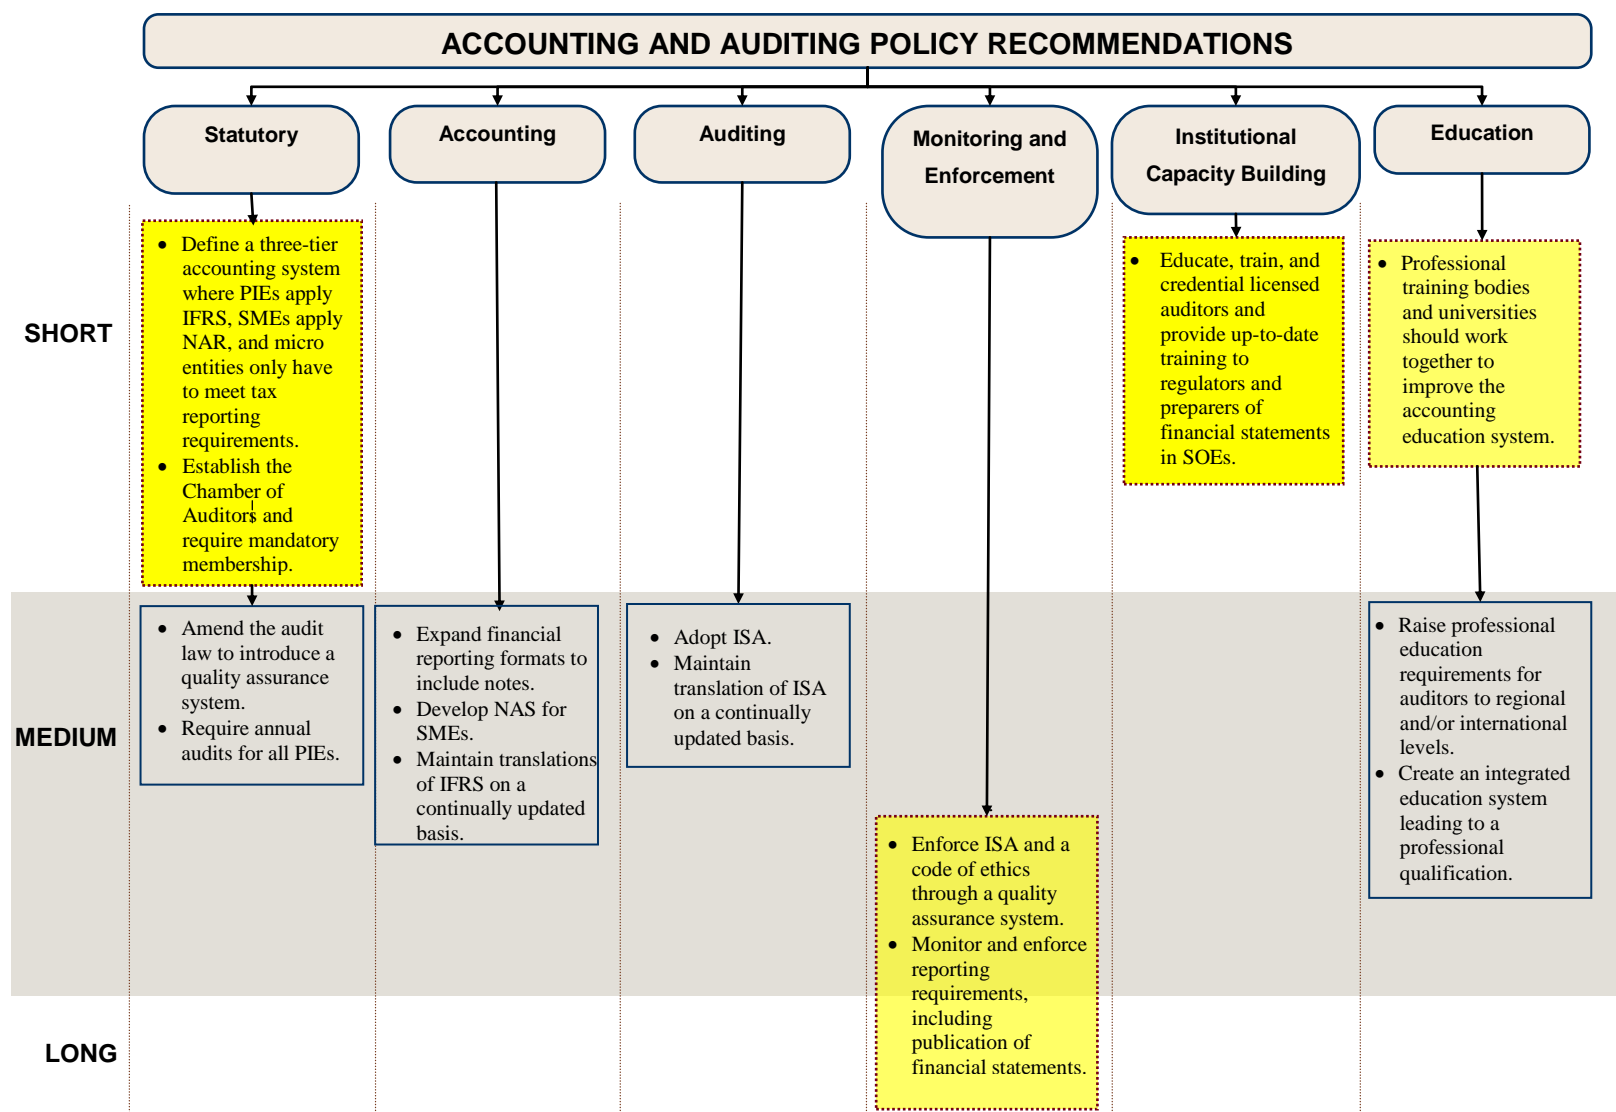 ACCOUNTING AND AUDITING POLICY RECOMMENDATIONS
Statutory
Accounting
Auditing
Monitoring and
Enforcement
Institutional
Capacity Building
Education
SHORT
• Define a three-tier
accounting system
where PIEs apply
IFRS, SMEs apply
NAR, and micro
entities only have
to meet tax
reporting
requirements.
• Establish the
Chamber of
Auditors and
require mandatory
membership.
• Educate, train, and
credential licensed
auditors and
provide up-to-date
training to
regulators and
preparers of
financial statements
in SOEs.
• Professional
training bodies
and universities
should work
together to
improve the
accounting
education system.
MEDIUM
• Amend the audit
law to introduce a
quality assurance
system.
• Require annual
audits for all PIEs.
• Expand financial
reporting formats to
include notes.
• Develop NAS for
SMEs.
• Maintain translations
of IFRS on a
continually updated
basis.
• Adopt ISA.
• Maintain
translation of ISA
on a continually
updated basis.
• Enforce ISA and a
code of ethics
through a quality
assurance system.
• Monitor and enforce
reporting
requirements,
including
publication of
financial statements.
• Raise professional
education
requirements for
auditors to regional
and/or international
levels.
• Create an integrated
education system
leading to a
professional
qualification.
LONG